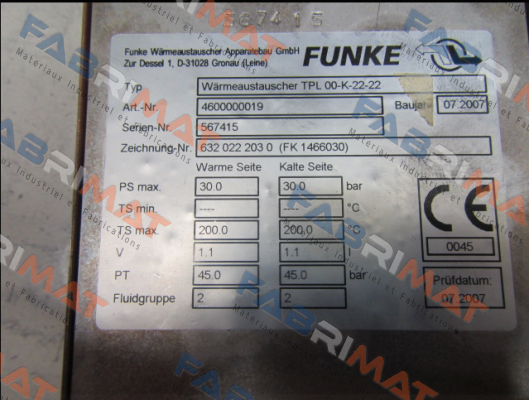 567415
Funke Wärmeaustauscher Apparatebau GmbH
Zur Dessel 1, D-31028 Gronau (Leine)
FUNKE
Typ Wärmeaustauscher TPL 00-K-22-22
Art.-Nr. 4600000019 Baujahr 07.2007
Serien-Nr. 567415
Zeichnung-Nr. 632 022 203 0 (FK 1466030)
Warme Seite Kalte Seite
PS max. 30.0 30.0 bar
TS min. ---- ---- °C
TS max. 200.0 200.0 °C
V 1.1 1.1
PT 45.0 45.0 bar
Fluidgruppe 2 2
CE
0045
Prüfdatum:
07.2007
FABRIMAT
Materiaux Industriel et Fabrications